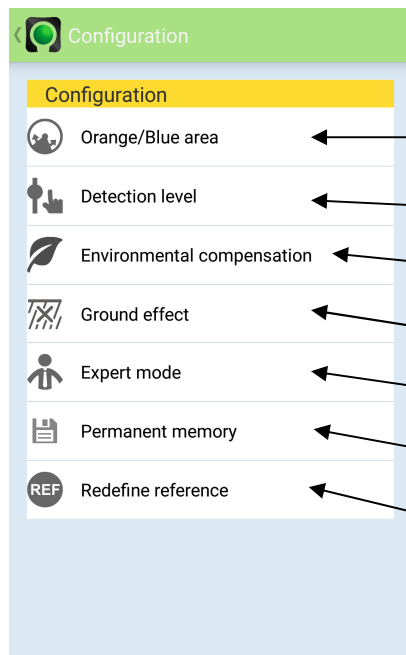 Configuration
Configuration
Orange/Blue area
Detection level
Environmental compensation
Ground effect
Expert mode
Permanent memory
REF Redefine reference